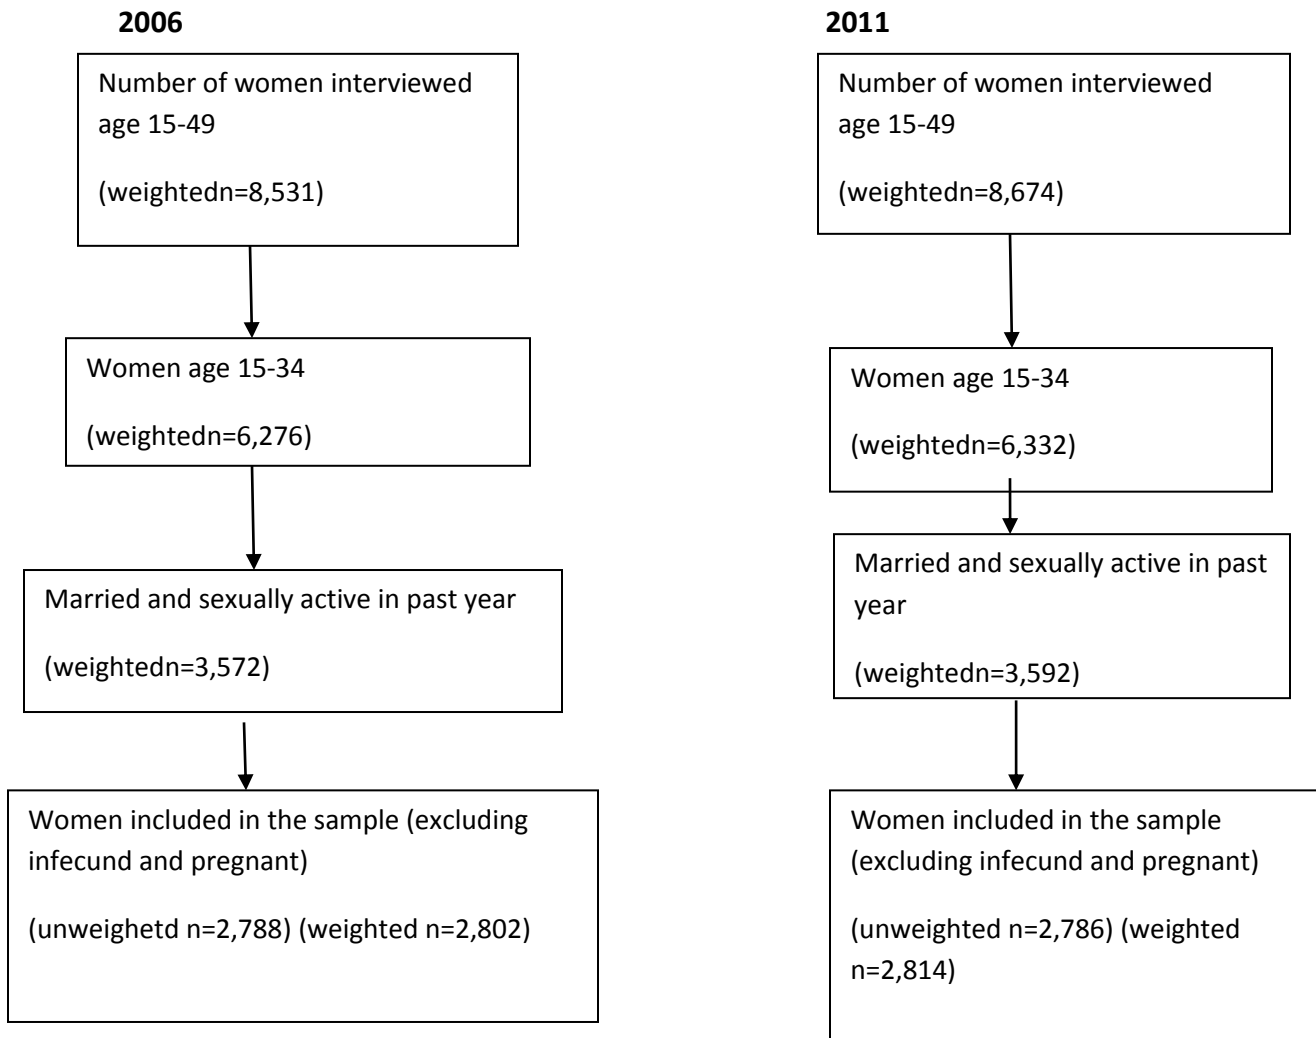 2006
Number of women interviewed
age 15-49
(weightedn=8,531)
Women age 15-34
(weightedn=6,276)
Married and sexually active in past year
(weightedn=3,572)
Women included in the sample (excluding
infecund and pregnant)
(unweighetd n=2,788) (weighted n=2,802)
2011
Number of women interviewed
age 15-49
(weightedn=8,674)
Women age 15-34
(weightedn=6,332)
Married and sexually active in past
year
(weightedn=3,592)
Women included in the sample
(excluding infecund and pregnant)
(unweighted n=2,786) (weighted
n=2,814)